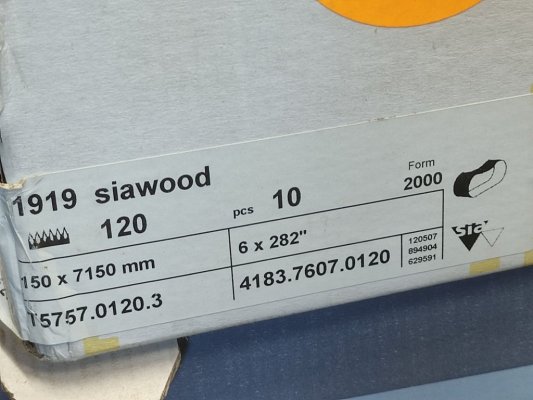 1919 siawood
120 pcs 10 Form 2000
150 x 7150 mm 6 x 282"
T5757.0120.3 4183.7607.0120
120507
894904
629591
sia